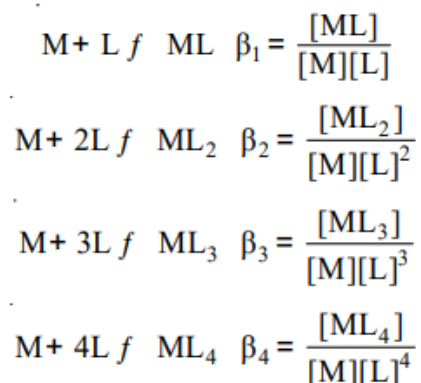 M+ L ƒ ML β₁ = [ML] / [M][L]
M+ 2L ƒ ML₂ β₂ = [ML₂] / [M][L]²
M+ 3L ƒ ML₃ β₃ = [ML₃] / [M][L]³
M+ 4L ƒ ML₄ β₄ = [ML₄] / [M][L]⁴